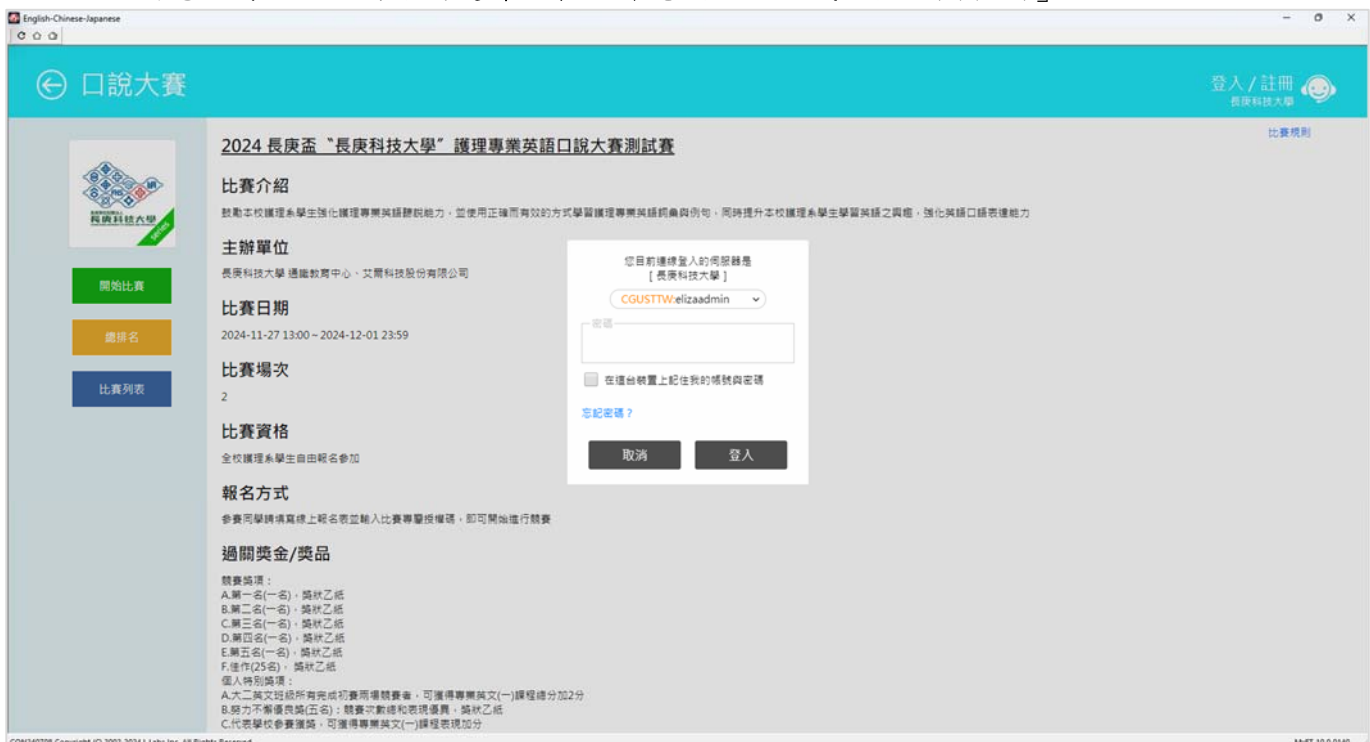 English-Chinese-Japanese
口說大賽
登入 / 註冊
長庚科技大學
比賽規則
長庚科技大學
series
開始比賽
總排名
比賽列表
2024 長庚盃〝長庚科技大學〞護理專業英語口說大賽測試賽
比賽介紹
鼓勵本校護理系學生強化護理專業英語聽說能力，並使用正確而有效的方式學習護理專業英語詞彙與例句，同時提升本校護理系學生學習英語之興趣，強化英語口語表達能力
主辦單位
長庚科技大學 通識教育中心、艾爾科技股份有限公司
比賽日期
2024-11-27 13:00 ~ 2024-12-01 23:59
比賽場次
2
比賽資格
全校護理系學生自由報名參加
報名方式
參賽同學請填寫線上報名表並輸入比賽專屬授權碼，即可開始進行競賽
過關獎金/獎品
競賽獎項：
A.第一名(一名)，獎狀乙紙
B.第二名(一名)，獎狀乙紙
C.第三名(一名)，獎狀乙紙
D.第四名(一名)，獎狀乙紙
E.第五名(一名)，獎狀乙紙
F.佳作(25名)， 獎狀乙紙
個人特別獎項：
A.大二英文班級所有完成初賽兩場競賽者，可獲得專業英文(一)課程總分加2分
B.努力不懈優良獎(五名)：競賽次數總和表現優異，獎狀乙紙
C.代表學校參賽獲獎，可獲得專業英文(一)課程表現加分
您目前連線登入的伺服器是
[ 長庚科技大學 ]
CGUSTTW:elizaadmin
密碼
在這台裝置上記住我的帳號與密碼
忘記密碼？
取消
登入